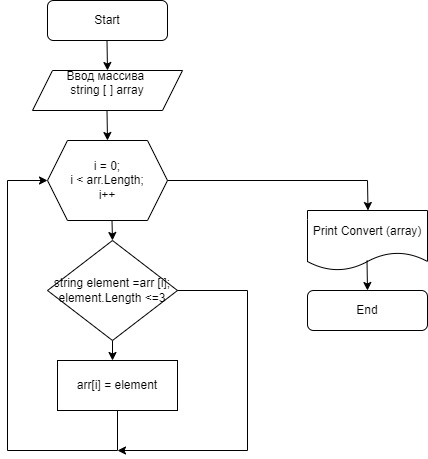 Start
Ввод массива
string [ ] array
i = 0;
i < arr.Length;
i++
string element =arr [i];
element.Length <=3
arr[i] = element
Print Convert (array)
End